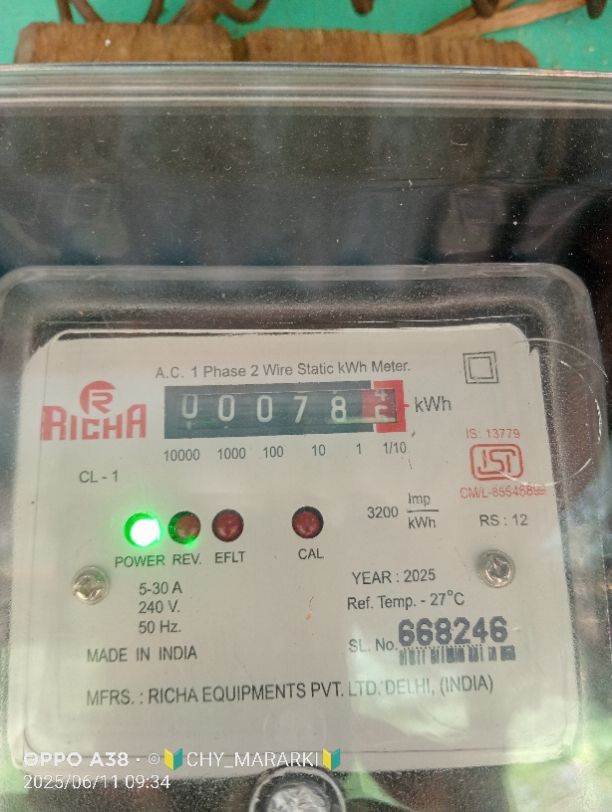 A.C. 1 Phase 2 Wire Static kWh Meter.
R
RICHA
00078 kWh
10000 1000 100 10 1 1/10
IS: 13779
ISI
CL - 1
3200 Imp
kWh
RS : 12
POWER REV. EFLT CAL
5-30 A
240 V.
50 Hz.
YEAR : 2025
Ref. Temp. - 27°C
SL. No. 668246
MADE IN INDIA
MFRS. : RICHA EQUIPMENTS PVT. LTD. DELHI, (INDIA)
OPPO A38 · CHY_MARARKI
2025/06/11 09:34